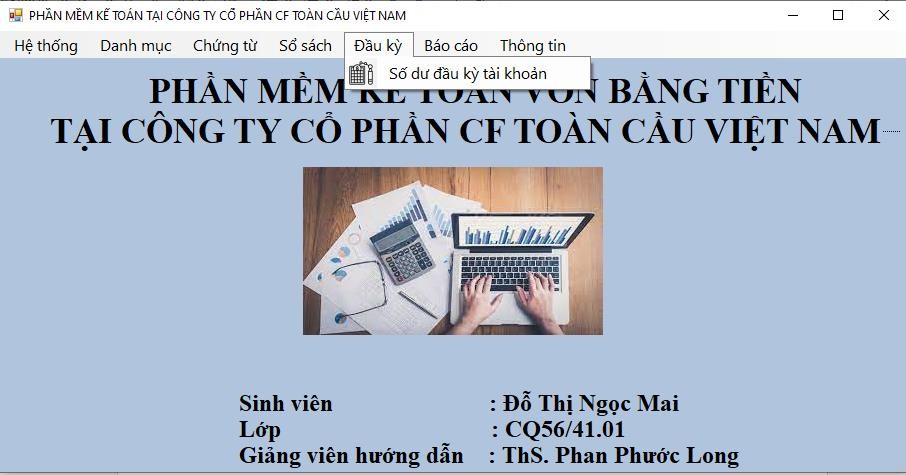 PHẦN MỀM KẾ TOÁN TẠI CÔNG TY CỔ PHẦN CF TOÀN CẦU VIỆT NAM
Hệ thống Danh mục Chứng từ Sổ sách Đầu kỳ Báo cáo Thông tin
Số dư đầu kỳ tài khoản
PHẦN MỀM KẾ TOÁN VỐN BẰNG TIỀN
TẠI CÔNG TY CỔ PHẦN CF TOÀN CẦU VIỆT NAM
Sinh viên : Đỗ Thị Ngọc Mai
Lớp : CQ56/41.01
Giảng viên hướng dẫn : ThS. Phan Phước Long